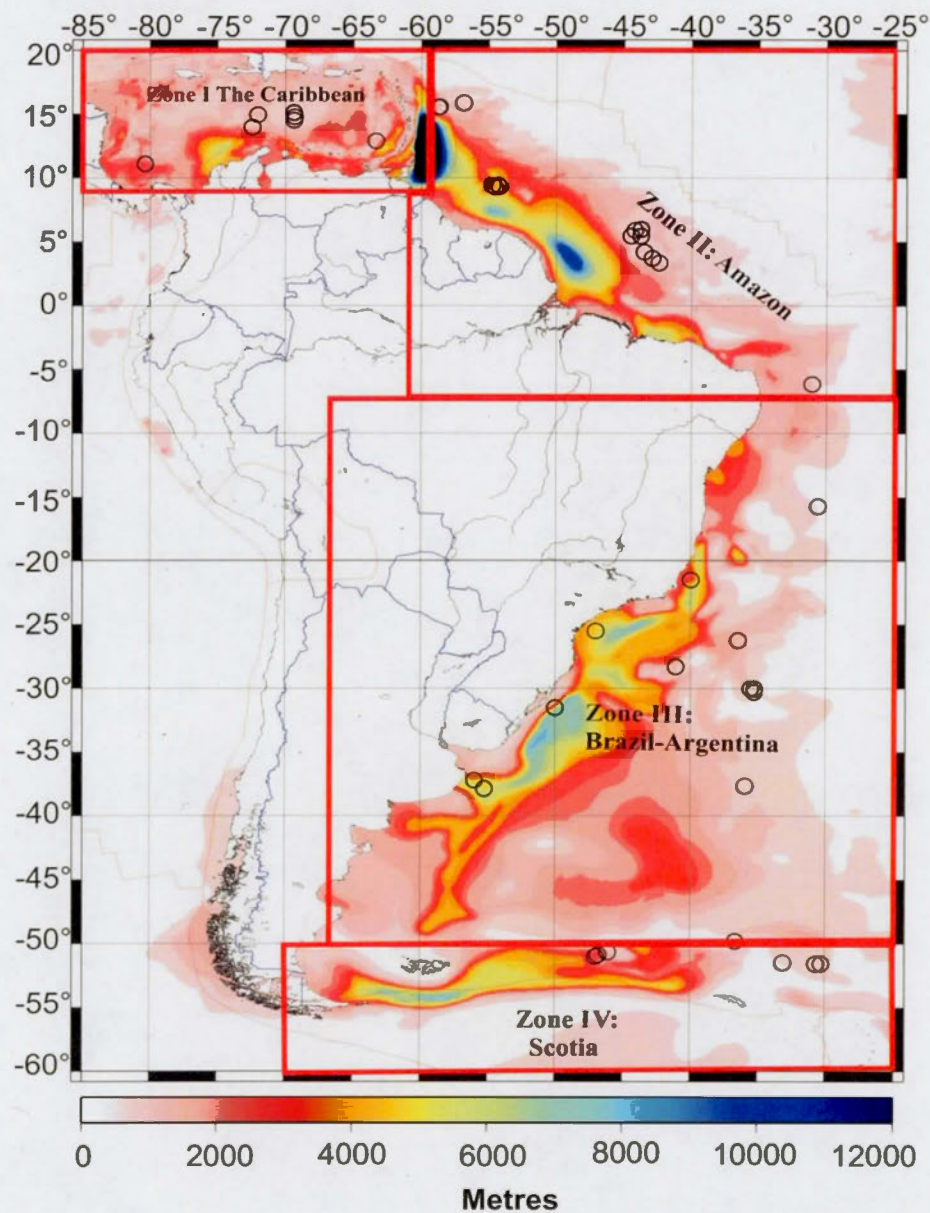 -85 -80° -75° -70° -65° -60° -55° -50° -45° -40° -35° -30° -25°
20°
15°
10°
5°
0°
-5°
-10°
-15°
-20°
-25°
-30°
-35°
-40°
-45°
-50°
-55°
-60°
Zone I The Caribbean
Zone II: Amazon
Zone III:
Brazil-Argentina
Zone IV:
Scotia
0 2000 4000 6000 8000 10000 12000
Metres